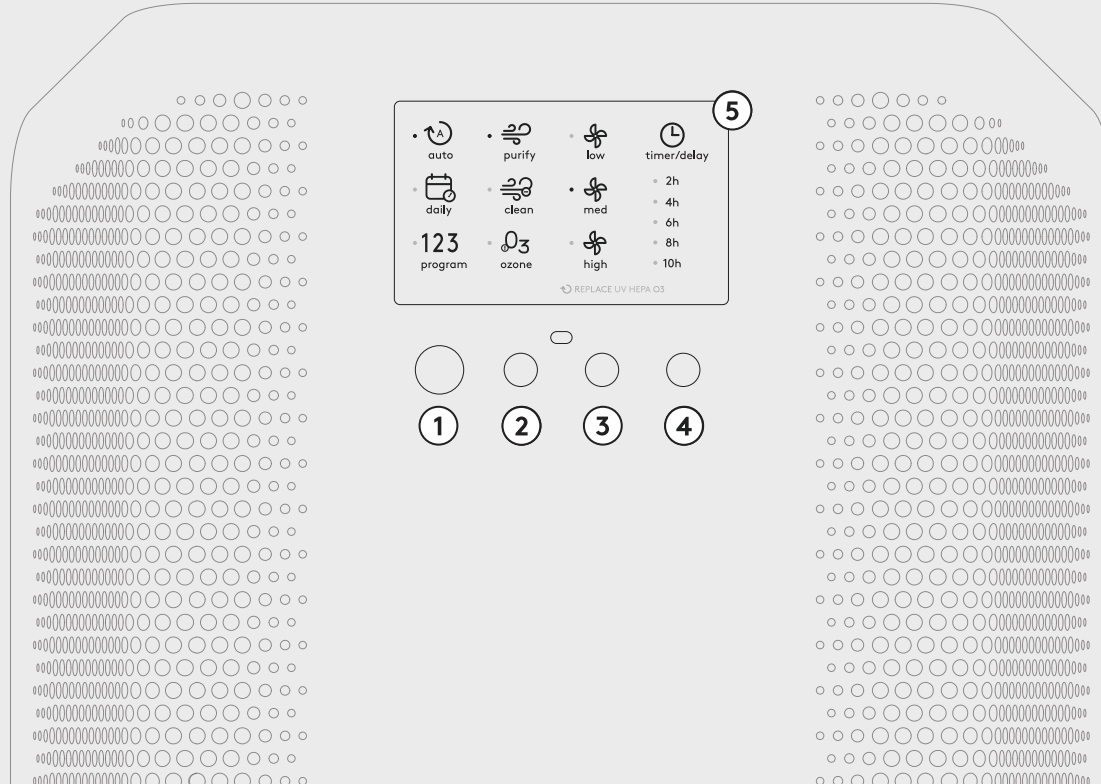 5
auto purify low timer/delay
2h
4h
daily clean med
6h
8h
123 O3
program ozone high 10h
REPLACE UV HEPA O3
1 2 3 4